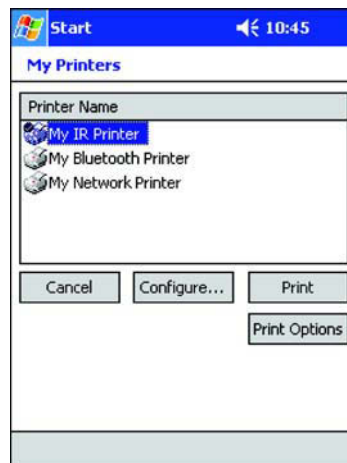 Start 10:45
My Printers
Printer Name
My IR Printer
My Bluetooth Printer
My Network Printer
Cancel Configure... Print
Print Options